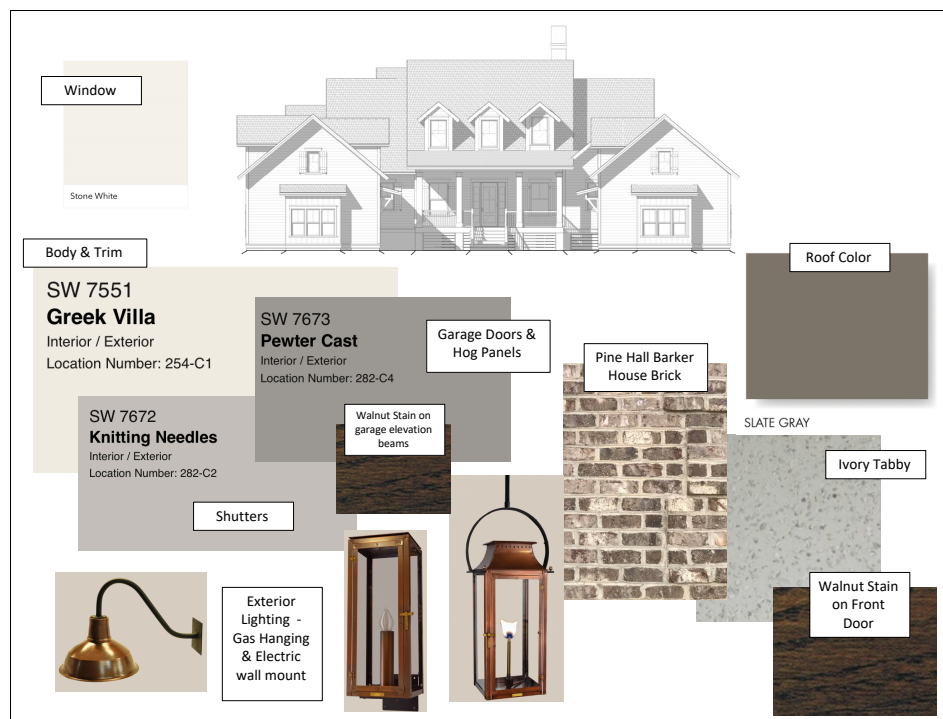 Window
Stone White
Body & Trim
SW 7551
Greek Villa
Interior / Exterior
Location Number: 254-C1
SW 7673
Pewter Cast
Interior / Exterior
Location Number: 282-C4
Garage Doors &
Hog Panels
SW 7672
Knitting Needles
Interior / Exterior
Location Number: 282-C2
Walnut Stain on
garage elevation
beams
Shutters
Pine Hall Barker
House Brick
Roof Color
SLATE GRAY
Ivory Tabby
Walnut Stain
on Front
Door
Exterior
Lighting -
Gas Hanging
& Electric
wall mount